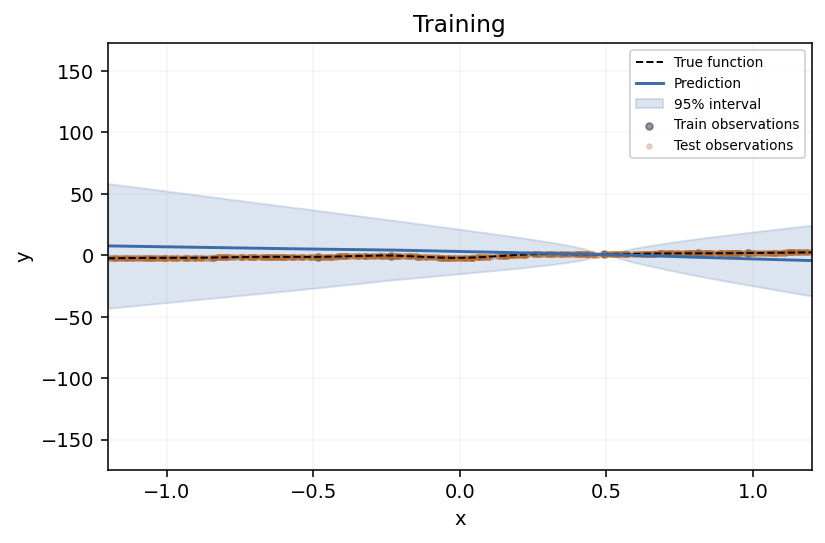 Training
150
100
50
0
−50
−100
−150
y
−1.0
−0.5
0.0
0.5
1.0
x
True function
Prediction
95% interval
Train observations
Test observations